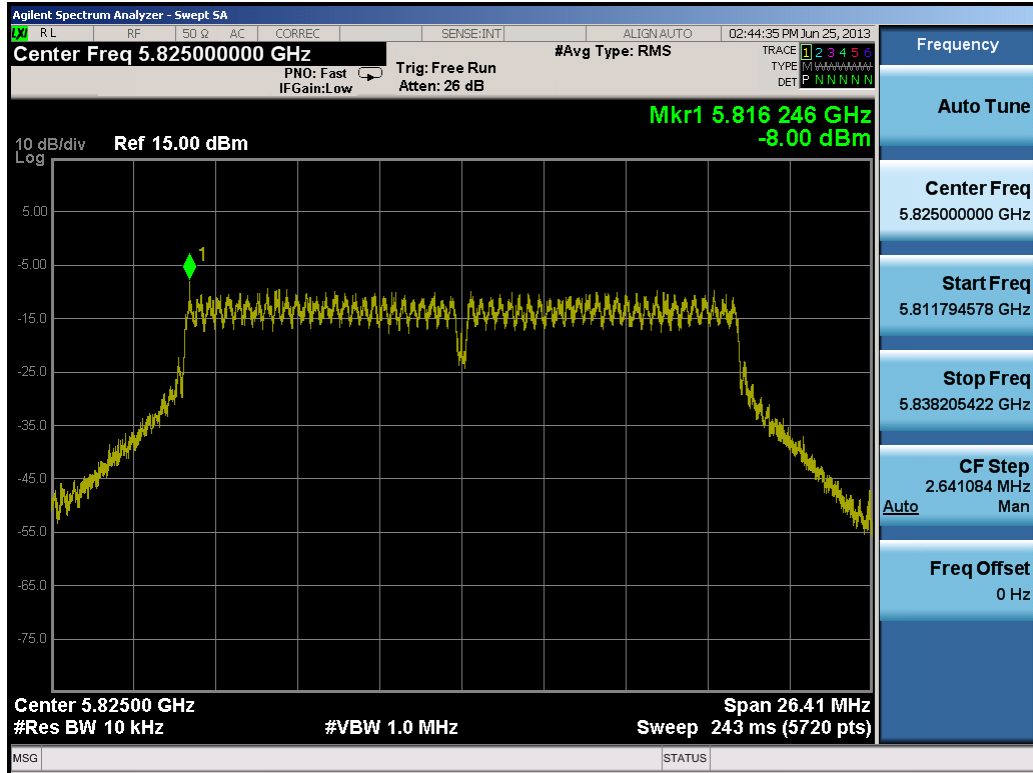 Agilent Spectrum Analyzer - Swept SA
LXI RL RF 50 Ω AC CORREC SENSE:INT ALIGN AUTO 02:44:35 PM Jun 25, 2013
Center Freq 5.825000000 GHz
PNO: Fast
IFGain:Low
Trig: Free Run
Atten: 26 dB
#Avg Type: RMS
TRACE 1 2 3 4 5 6
TYPE M WWWWW
DET P N N N N N
Mkr1 5.816 246 GHz
-8.00 dBm
10 dB/div Ref 15.00 dBm
Log
1
5.00
-5.00
-15.0
-25.0
-35.0
-45.0
-55.0
-65.0
-75.0
Center 5.82500 GHz Span 26.41 MHz
#Res BW 10 kHz #VBW 1.0 MHz Sweep 243 ms (5720 pts)
MSG STATUS
Frequency
Auto Tune
Center Freq
5.825000000 GHz
Start Freq
5.811794578 GHz
Stop Freq
5.838205422 GHz
CF Step
2.641084 MHz
Auto Man
Freq Offset
0 Hz